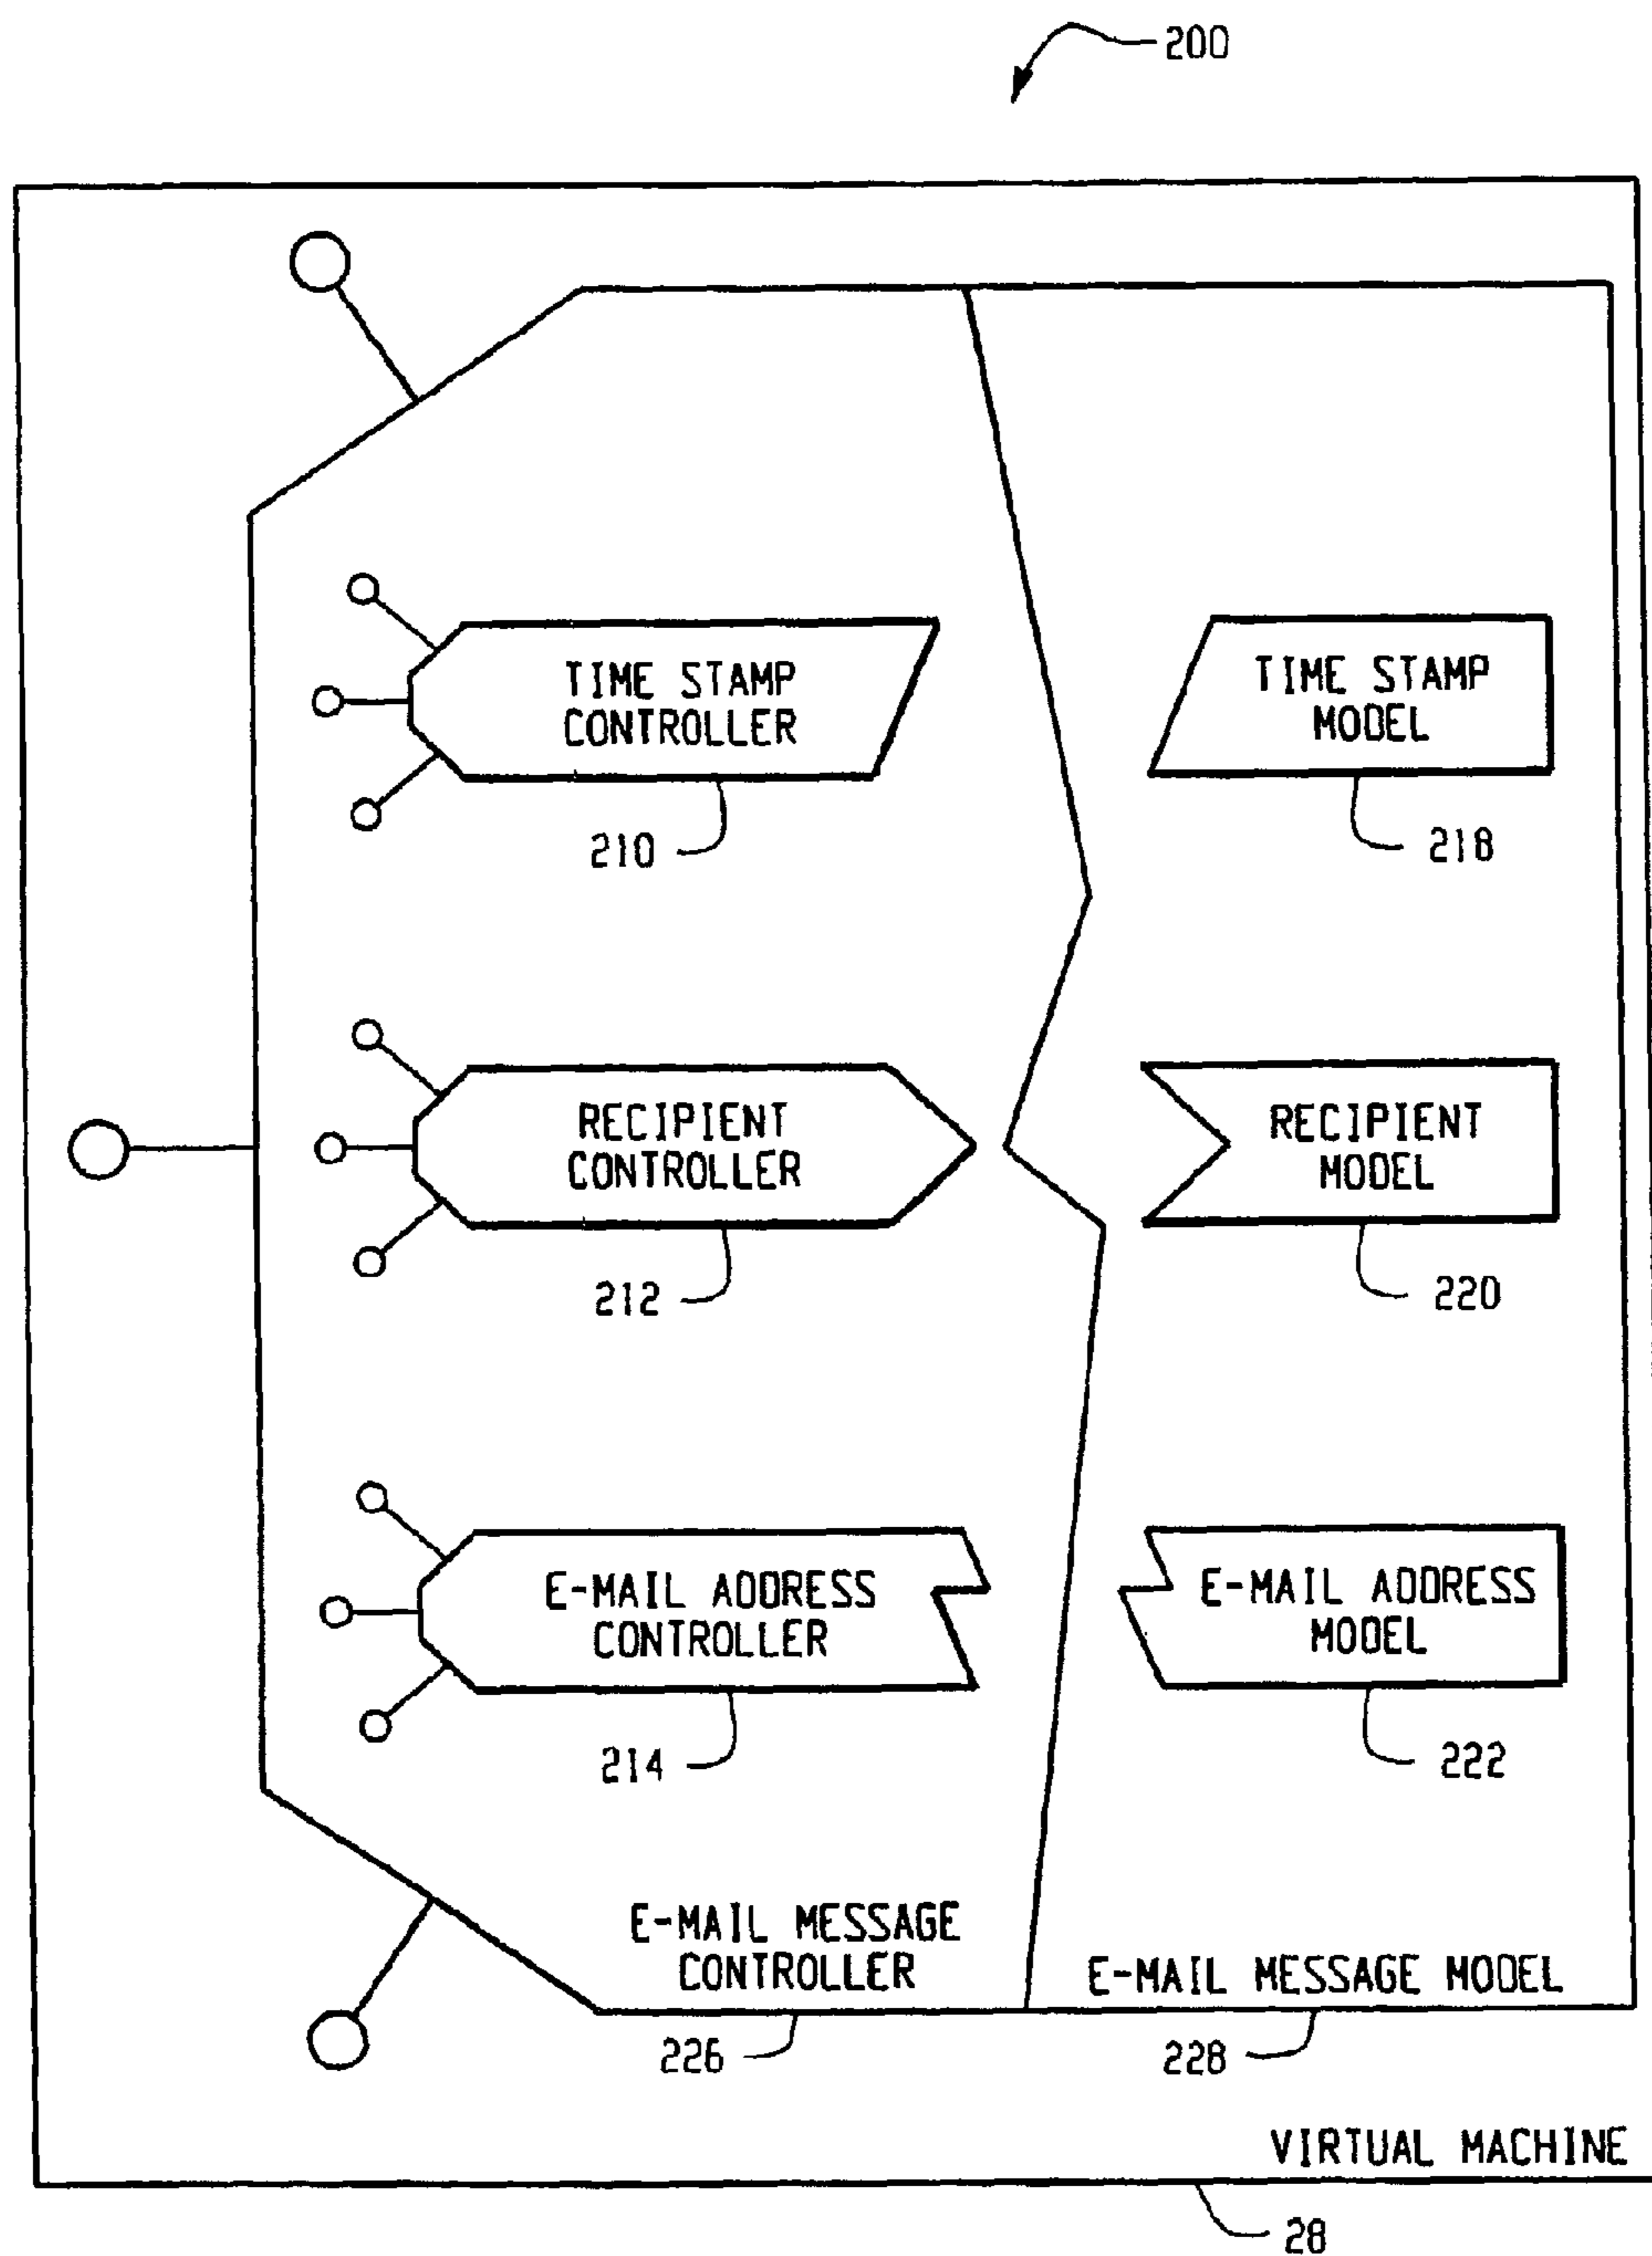 200
TIME STAMP
CONTROLLER
210
TIME STAMP
MODEL
218
RECIPIENT
CONTROLLER
212
RECIPIENT
MODEL
220
E-MAIL ADDRESS
CONTROLLER
214
E-MAIL ADDRESS
MODEL
222
E-MAIL MESSAGE
CONTROLLER
226
E-MAIL MESSAGE MODEL
228
VIRTUAL MACHINE
28